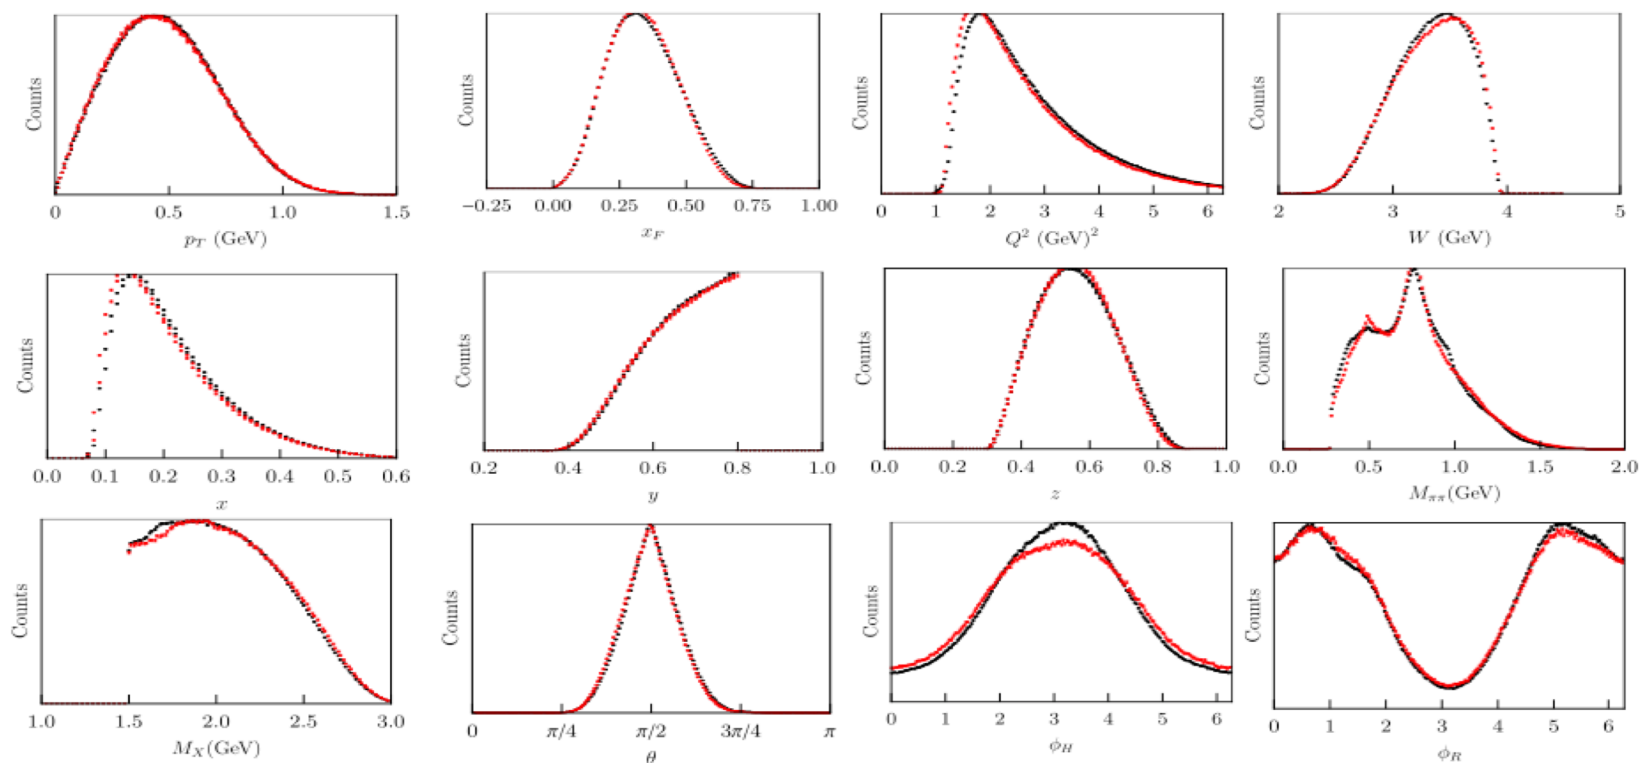 Counts
0 0.5 1.0 1.5
p_T (GeV)
Counts
−0.25 0.00 0.25 0.50 0.75 1.00
x_F
Counts
0 1 2 3 4 5 6
Q² (GeV)²
Counts
2 3 4 5
W (GeV)
Counts
0.0 0.1 0.2 0.3 0.4 0.5 0.6
x
Counts
0.2 0.4 0.6 0.8 1.0
y
Counts
0.0 0.2 0.4 0.6 0.8 1.0
z
Counts
0.0 0.5 1.0 1.5 2.0
M_ππ(GeV)
Counts
1.0 1.5 2.0 2.5 3.0
M_X(GeV)
Counts
0 π/4 π/2 3π/4 π
θ
Counts
0 1 2 3 4 5 6
ϕ_H
Counts
0 1 2 3 4 5 6
ϕ_R